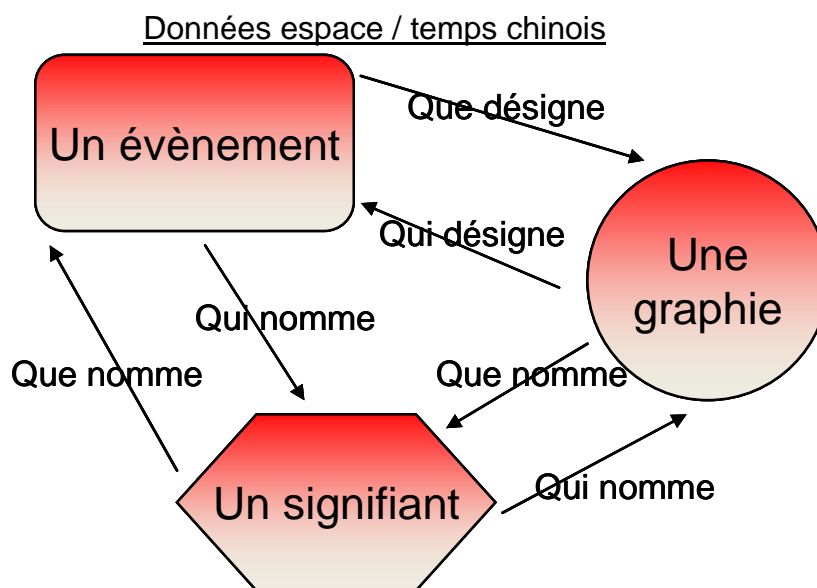 Données espace / temps chinois
Que désigne
Un évènement
Qui désigne
Une
graphie
Qui nomme
Que nomme
Que nomme
Un signifiant
Qui nomme